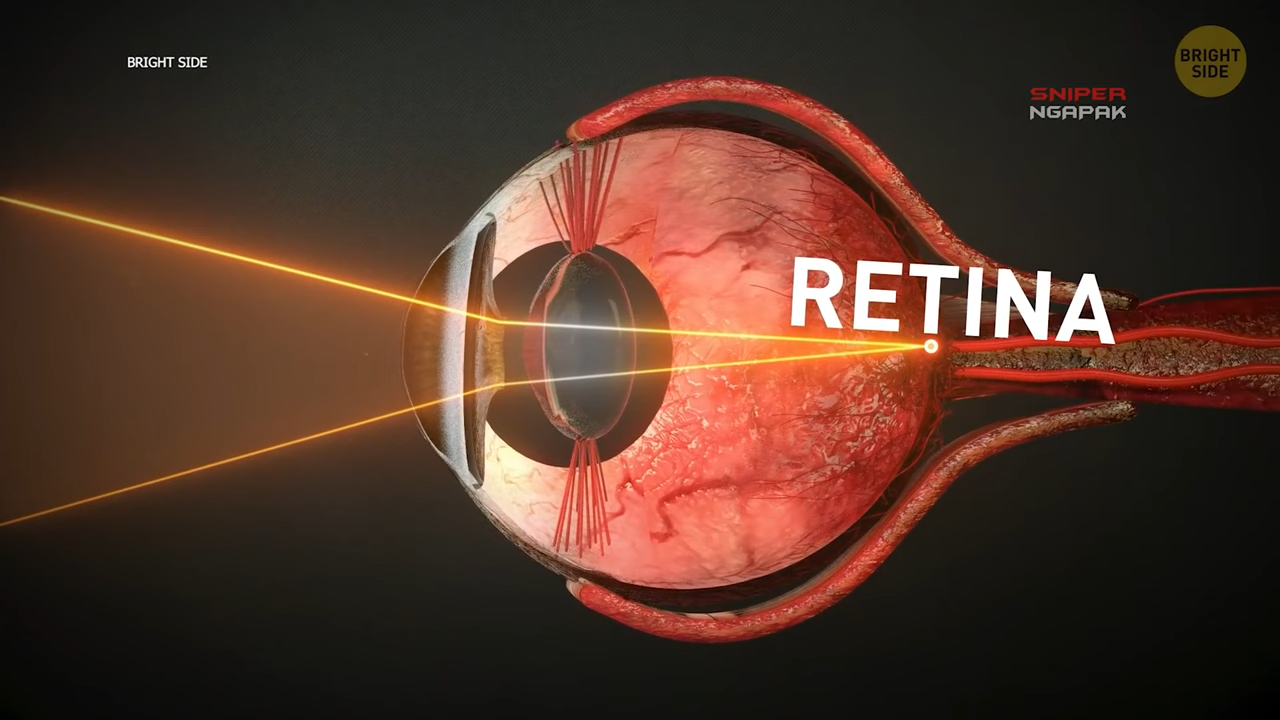 BRIGHT SIDE
BRIGHT
SIDE
SNIPER
NGAPAK
RETINA